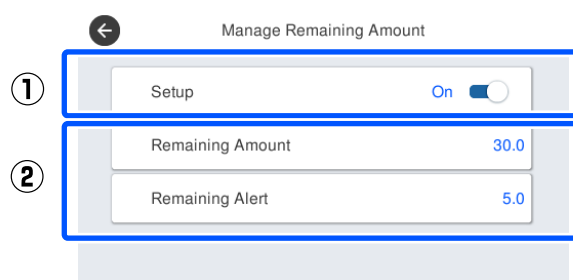 Manage Remaining Amount
①
Setup On
②
Remaining Amount 30.0
Remaining Alert 5.0